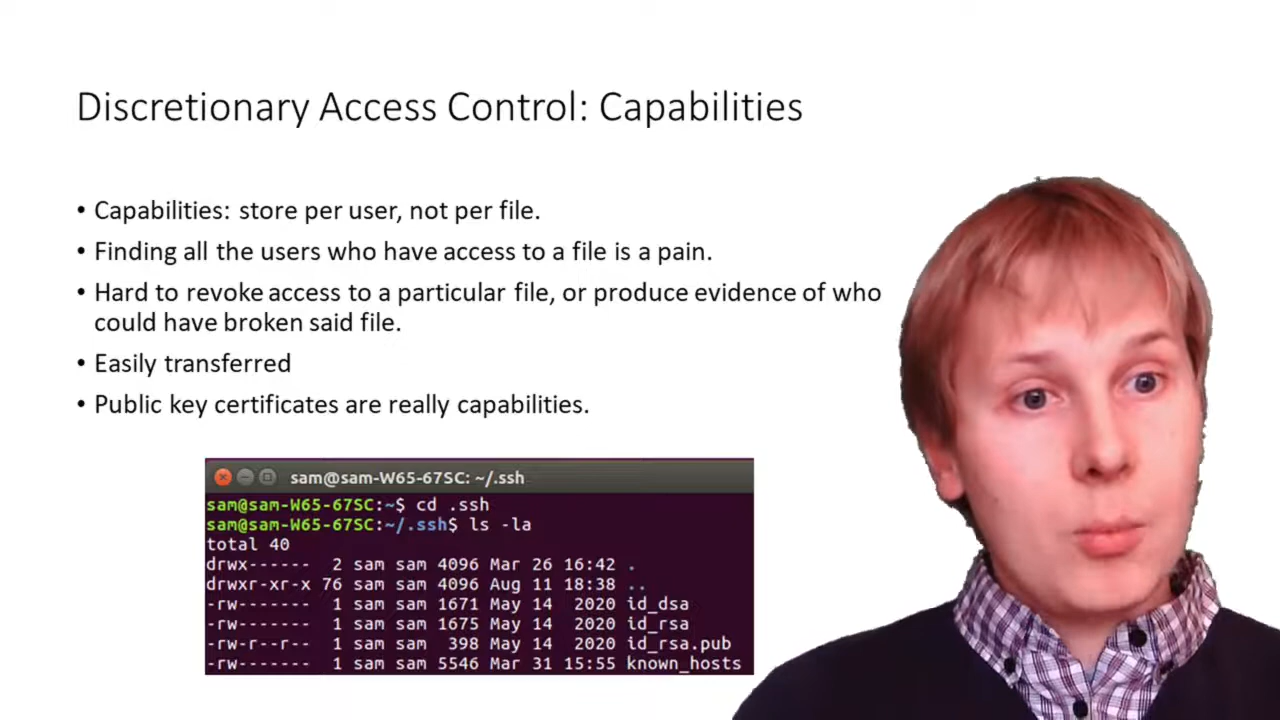 Discretionary Access Control: Capabilities
• Capabilities: store per user, not per file.
• Finding all the users who have access to a file is a pain.
• Hard to revoke access to a particular file, or produce evidence of who
could have broken said file.
• Easily transferred
• Public key certificates are really capabilities.
sam@sam-W65-67SC: ~/.ssh
sam@sam-W65-67SC:~$ cd .ssh
sam@sam-W65-67SC:~/.ssh$ ls -la
total 40
drwx------ 2 sam sam 4096 Mar 26 16:42 .
drwxr-xr-x 76 sam sam 4096 Aug 11 18:38 ..
-rw------- 1 sam sam 1671 May 14 2020 id_dsa
-rw------- 1 sam sam 1675 May 14 2020 id_rsa
-rw-r--r-- 1 sam sam 398 May 14 2020 id_rsa.pub
-rw------- 1 sam sam 5546 Mar 31 15:55 known_hosts